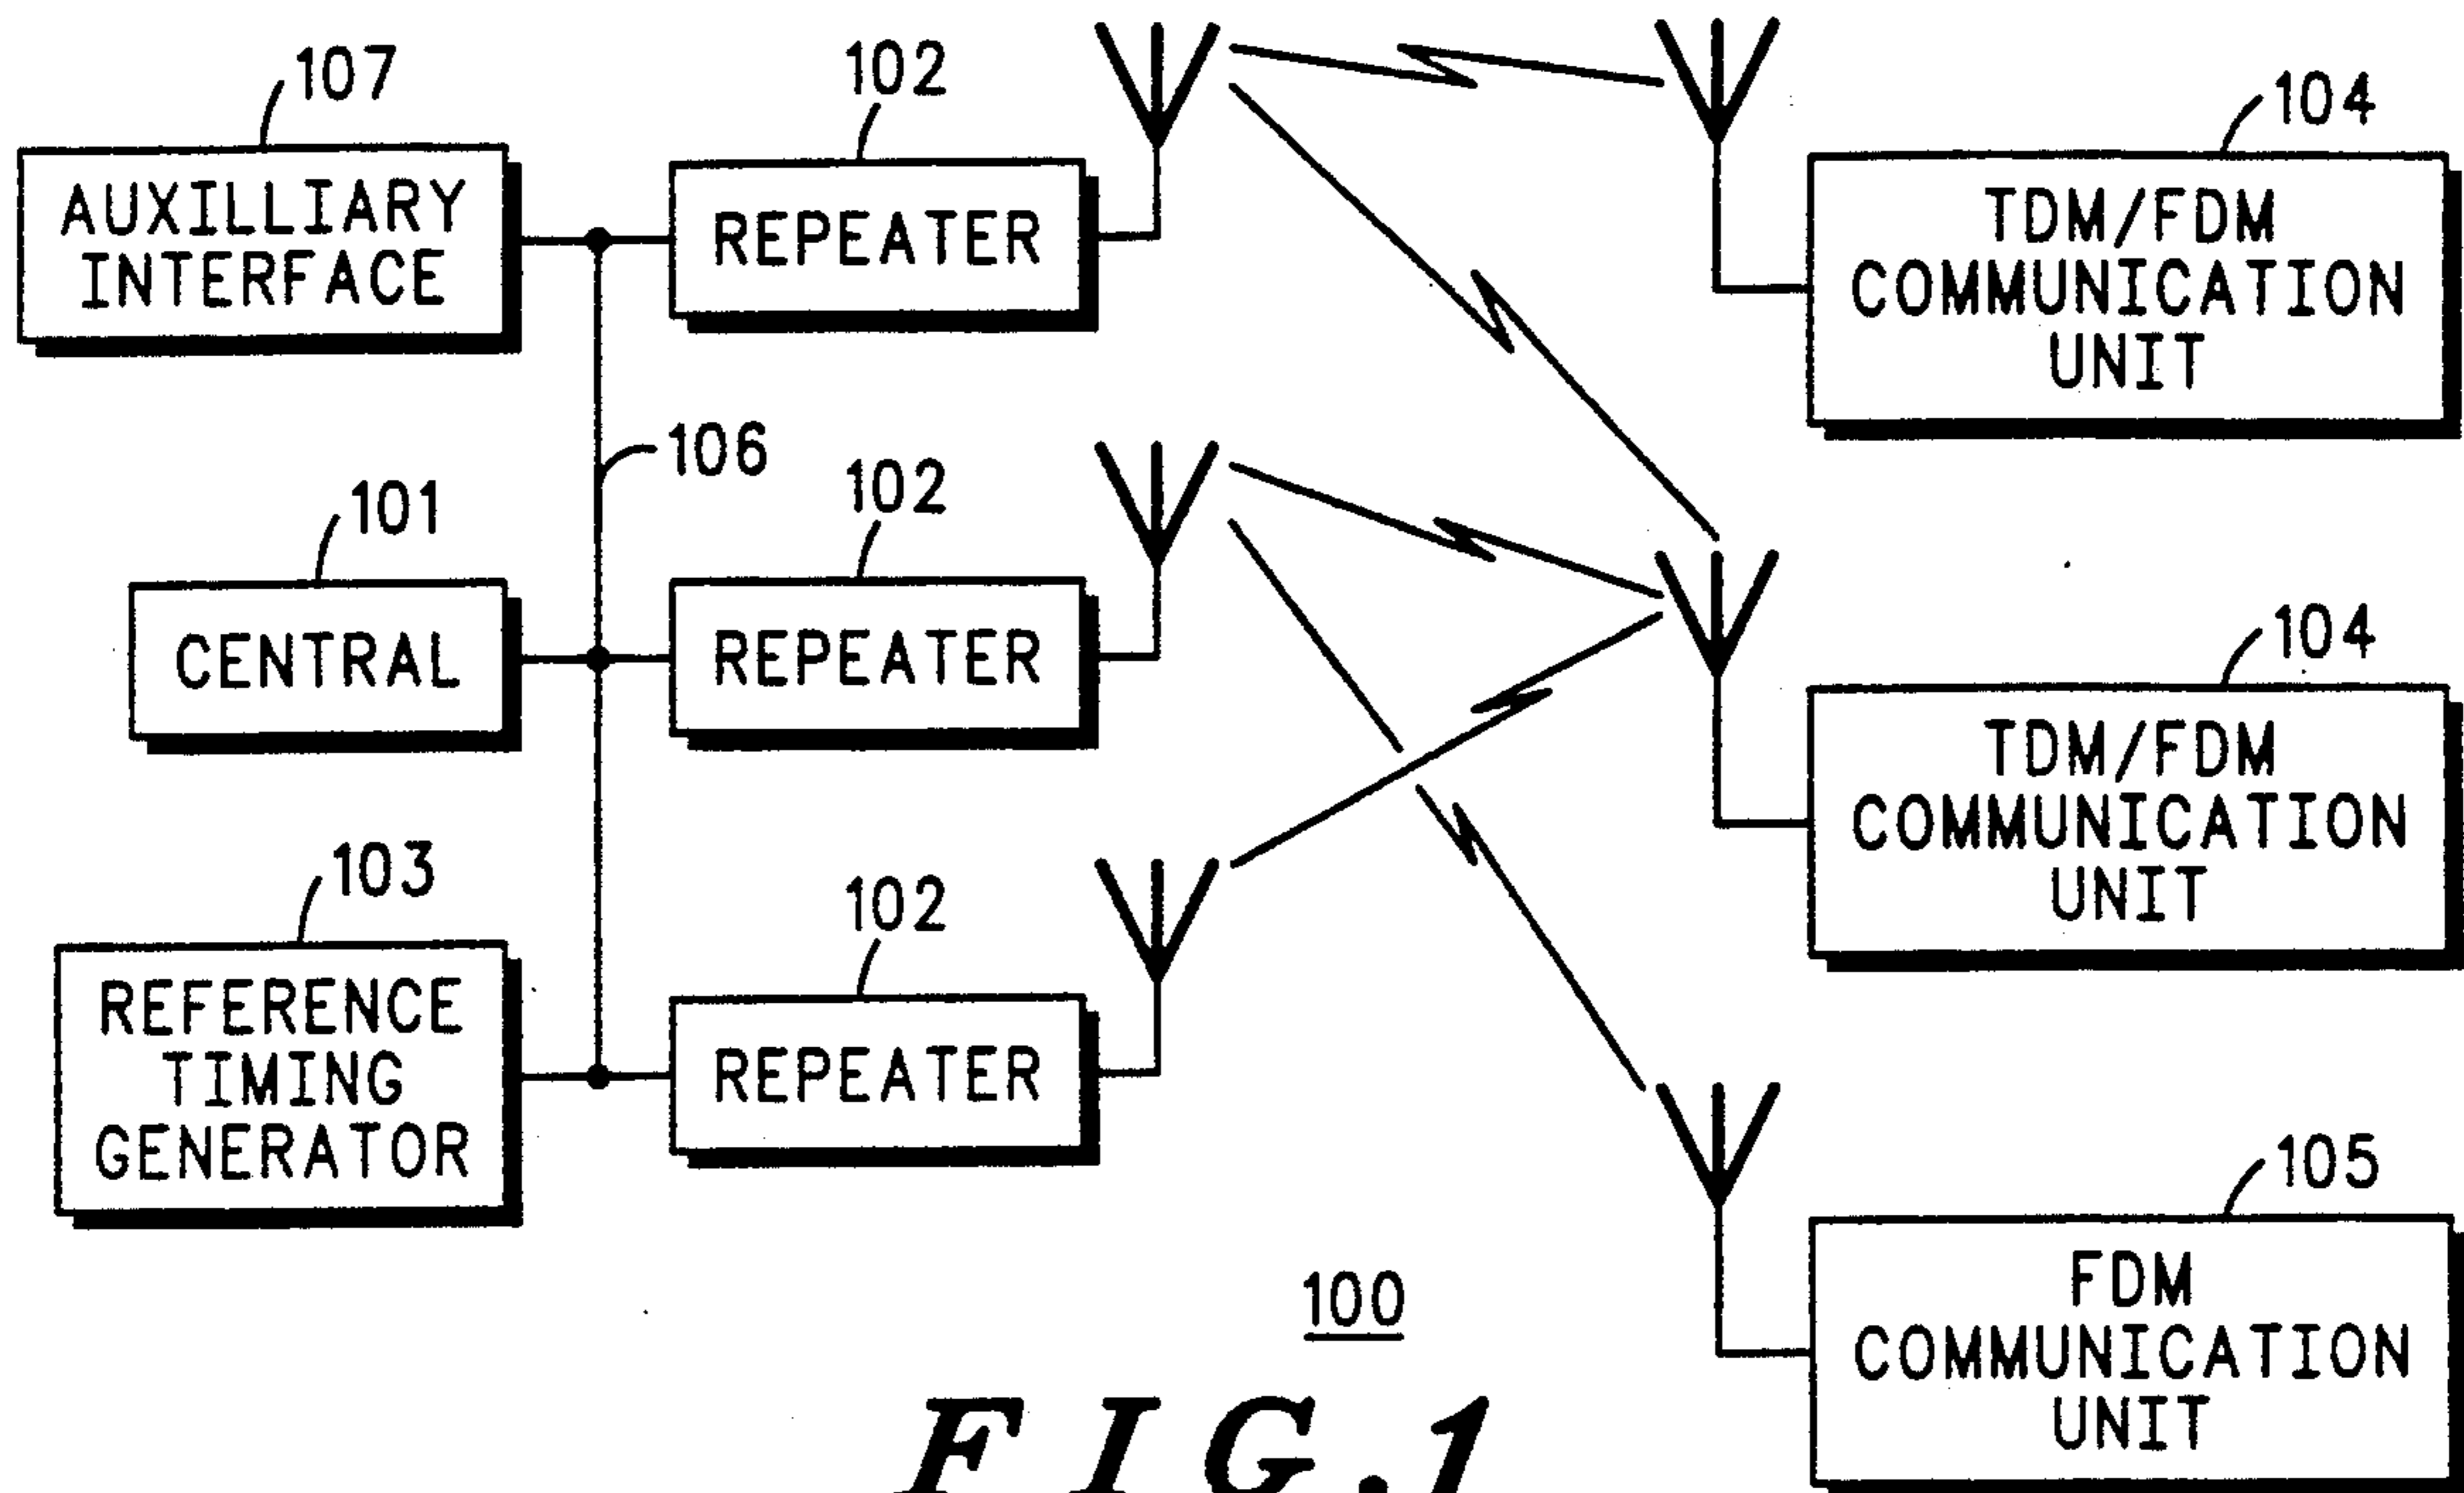 107
AUXILLIARY
INTERFACE
102
REPEATER
104
TDM/FDM
COMMUNICATION
UNIT
106
101
CENTRAL
102
REPEATER
104
TDM/FDM
COMMUNICATION
UNIT
103
REFERENCE
TIMING
GENERATOR
102
REPEATER
105
FDM
COMMUNICATION
UNIT
100
FIG.1